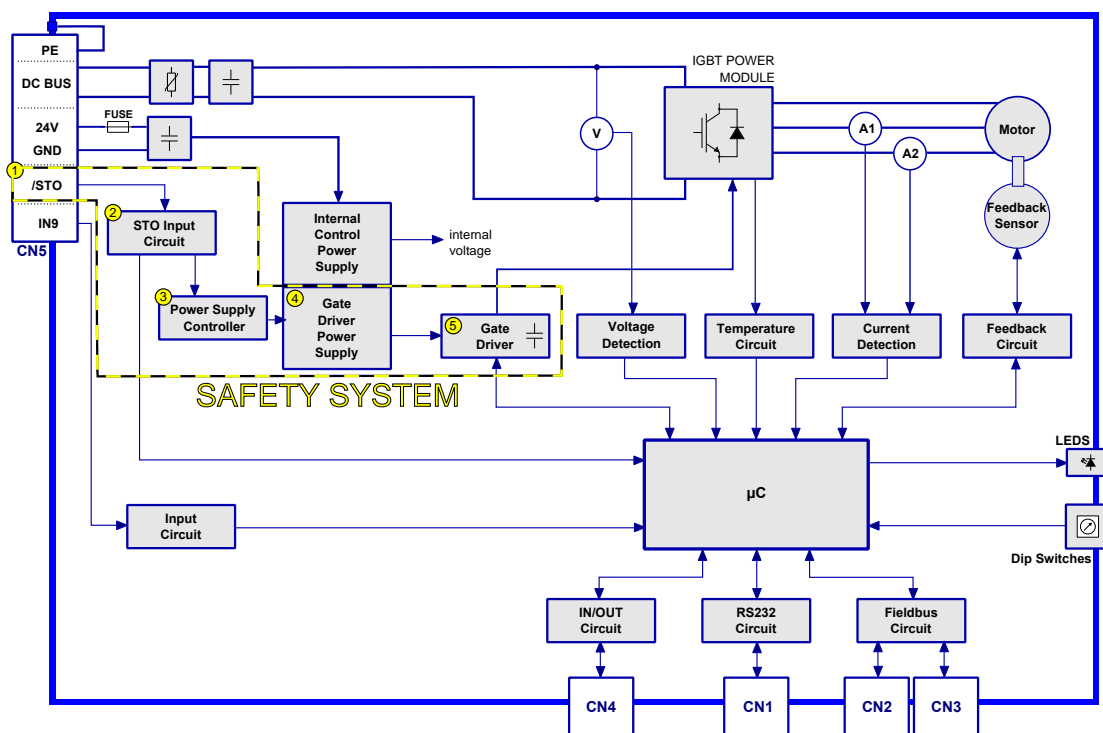 PE
DC BUS
24V
GND
/STO
IN9
CN5
FUSE
IGBT POWER
MODULE
V
A1
A2
Motor
Feedback
Sensor
1
2
STO Input
Circuit
3
Power Supply
Controller
Internal
Control
Power
Supply
internal
voltage
4
Gate
Driver
Power
Supply
5
Gate
Driver
SAFETY SYSTEM
Voltage
Detection
Temperature
Circuit
Current
Detection
Feedback
Circuit
µC
LEDS
Dip Switches
Input
Circuit
IN/OUT
Circuit
RS232
Circuit
Fieldbus
Circuit
CN4
CN1
CN2
CN3